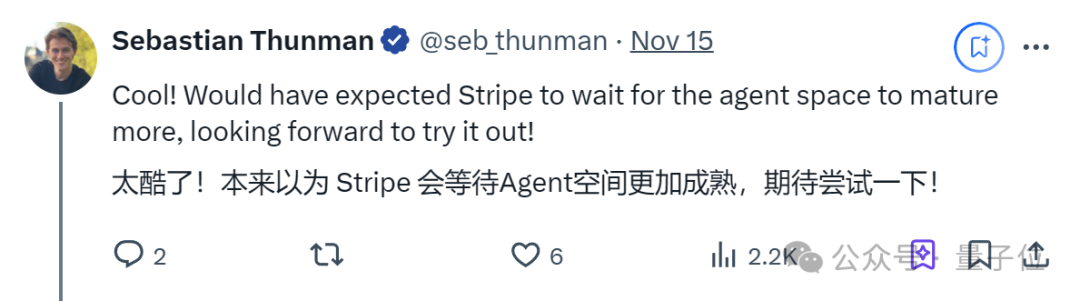 Sebastian Thunman @seb_thunman · Nov 15
Cool! Would have expected Stripe to wait for the agent space to mature
more, looking forward to try it out!
太酷了！本来以为 Stripe 会等待Agent空间更加成熟，期待尝试一下！
2 6 2.2K 公众号 · 量子位